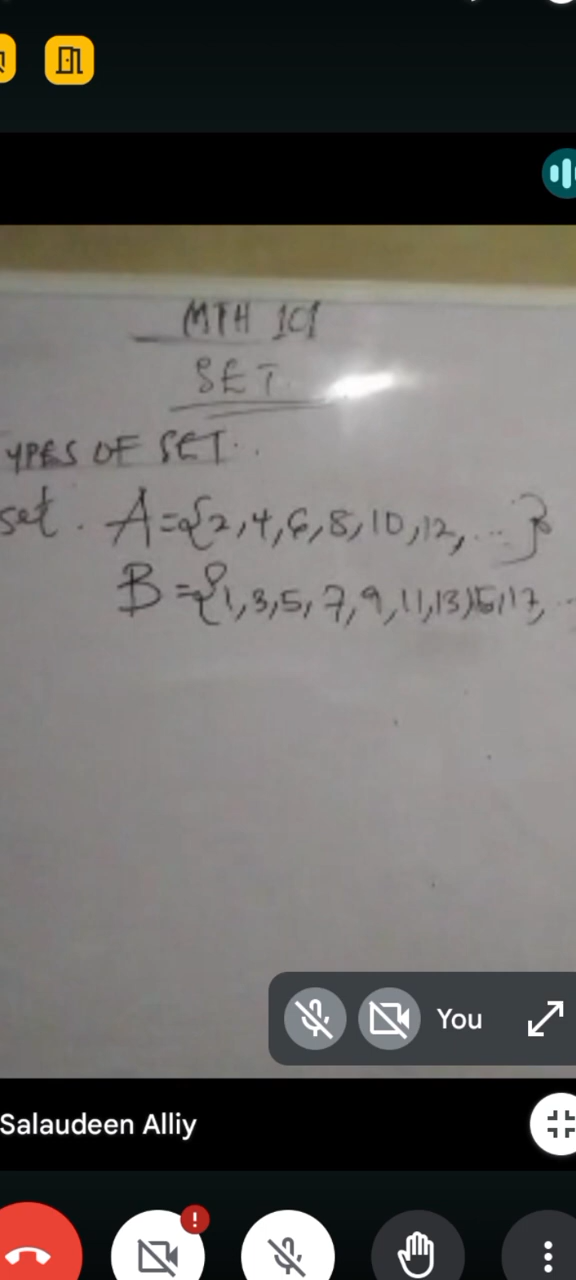 MTH 101
SET
YPES OF SET..
set. A={2,4,6,8,10,12,...}
B={1,3,5,7,9,11,13,15,17,..
You
Salaudeen Alliy
!